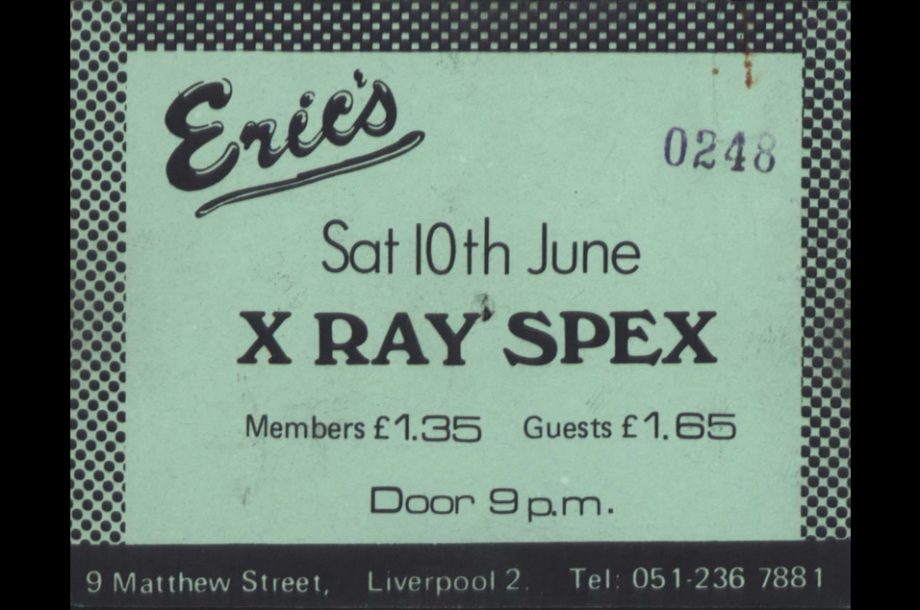 Eric's
0248
Sat 10th June
X RAY SPEX
Members £1.35 Guests £1.65
Door 9 p.m.
9 Matthew Street, Liverpool 2. Tel: 051-236 7881